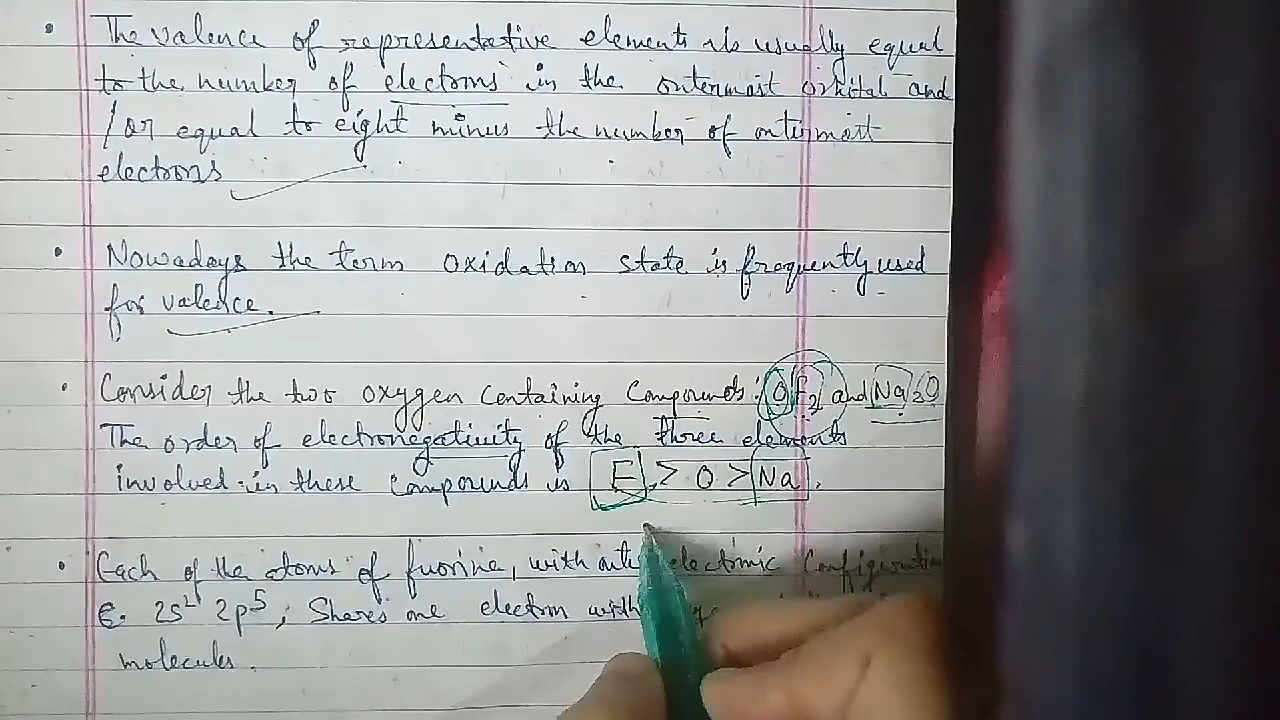 The valence of representative elements is usually equal
to the number of electrons in the outermost orbitals and
/or equal to eight minus the number of outermost
electrons
Nowadays the term oxidation state is frequently used
for valence.
Consider the two oxygen containing compounds: OF2 and Na2O
The order of electronegativity of the three elements
involved in these compounds is F > O > Na.
Each of the atoms of fuorine, with electronic
2s2 2p5; Shares one electron with
molecules.